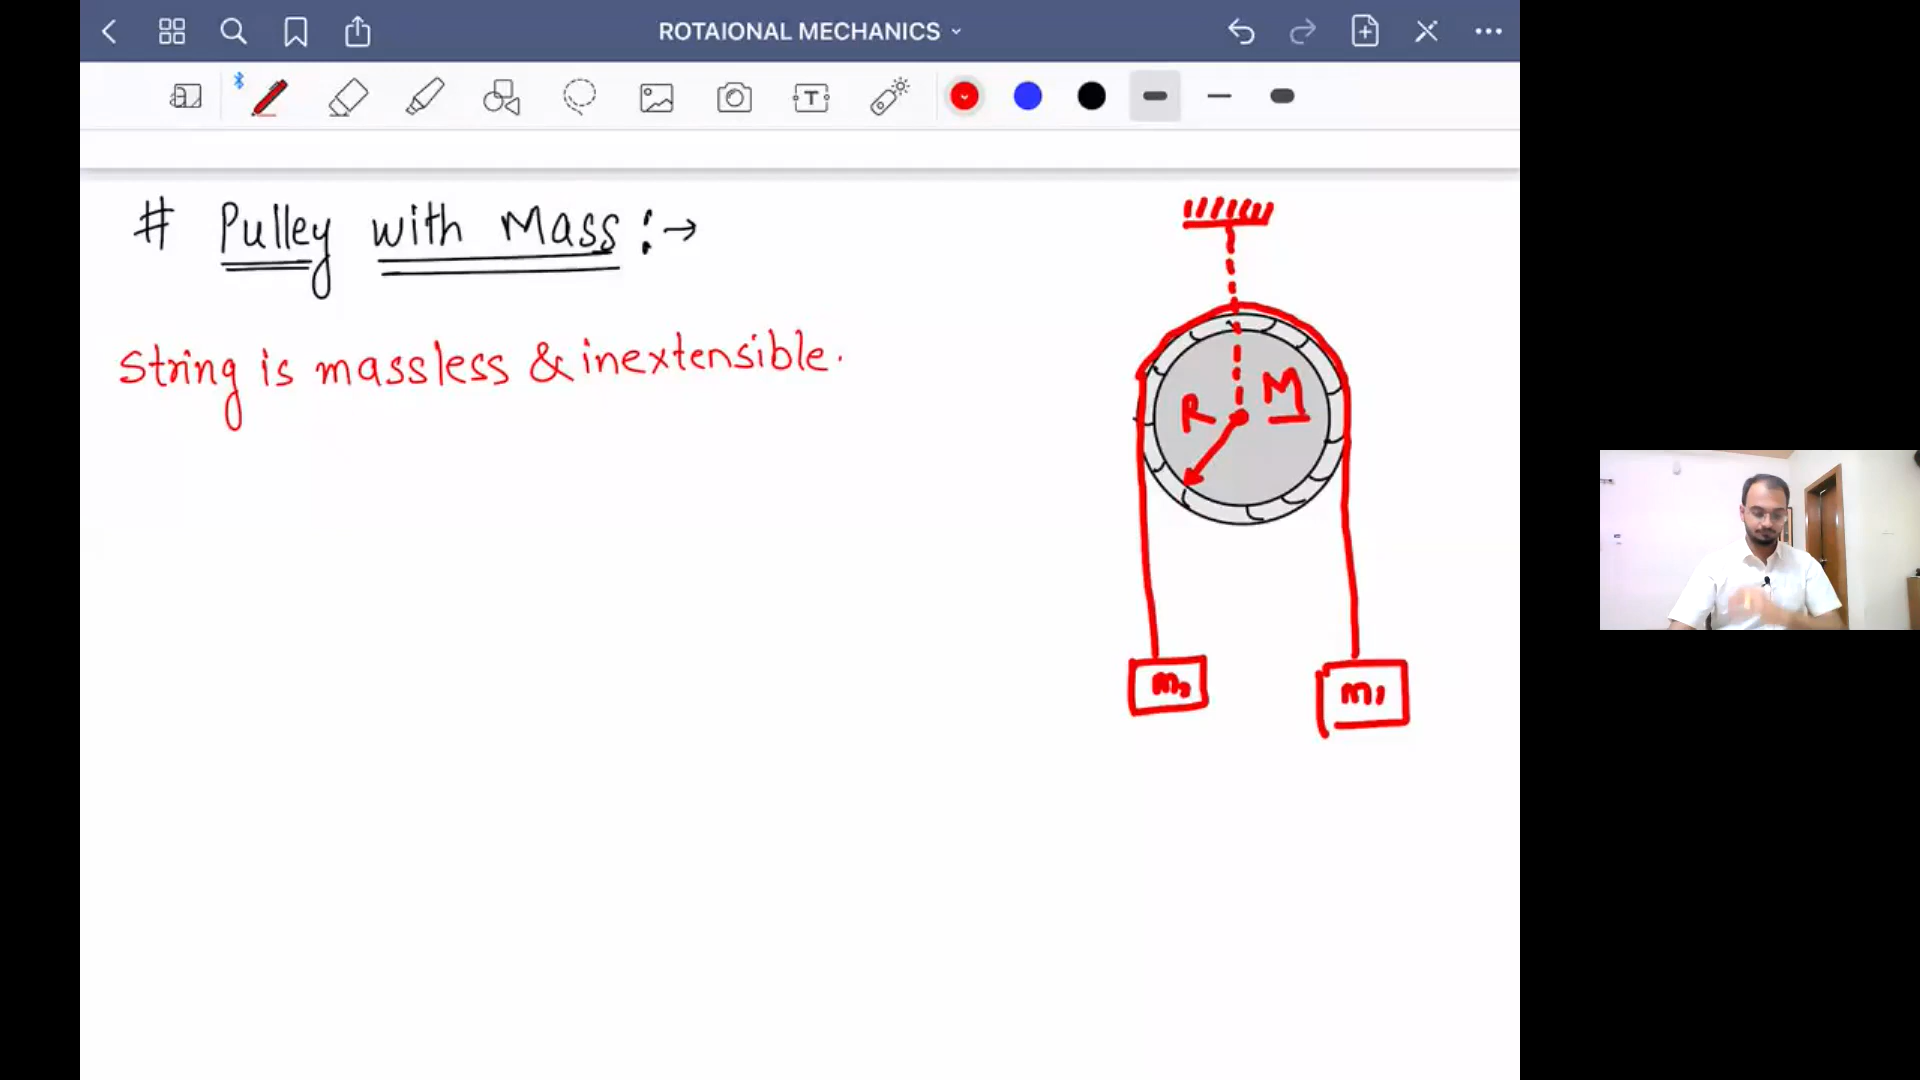 ROTAIONAL MECHANICS
# Pulley with Mass :→
String is massless & inextensible.
R M
m₂
m1